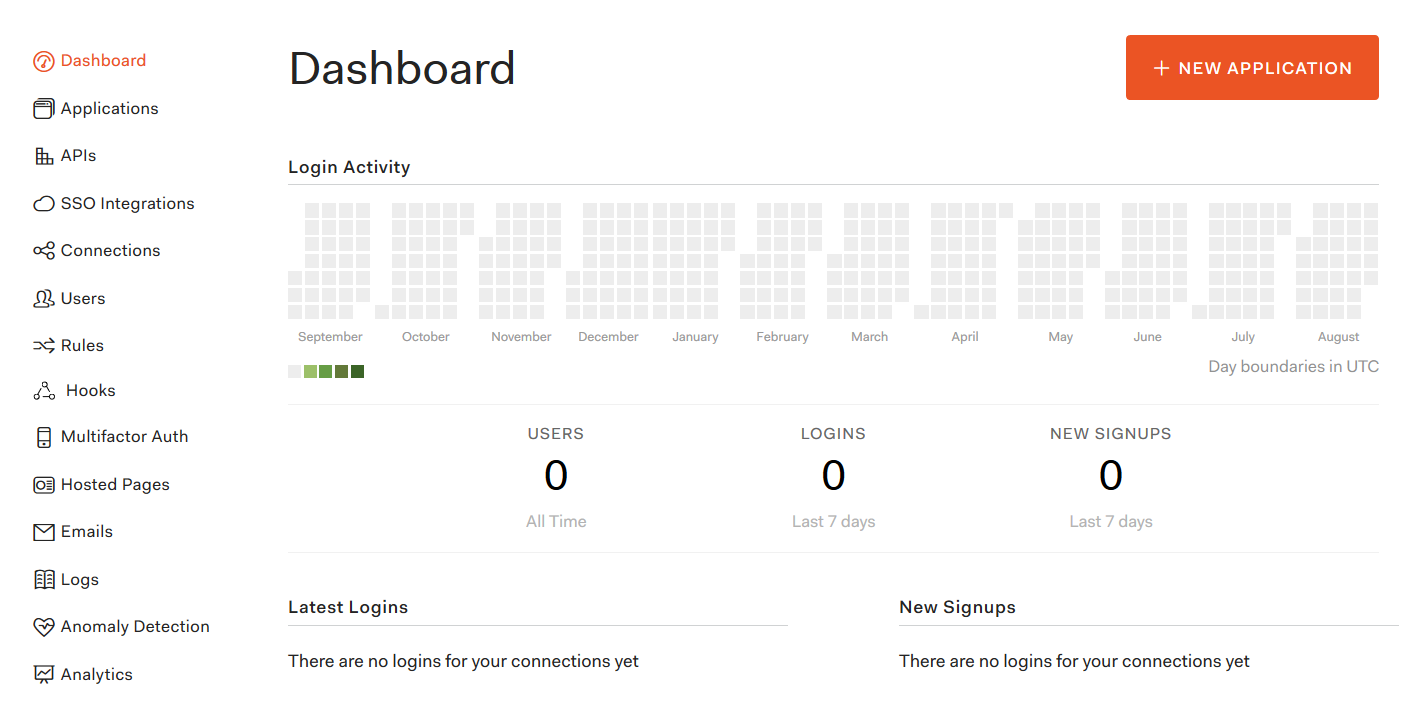 Dashboard
Applications
APIs
SSO Integrations
Connections
Users
Rules
Hooks
Multifactor Auth
Hosted Pages
Emails
Logs
Anomaly Detection
Analytics
Dashboard
+ NEW APPLICATION
Login Activity
September October November December January February March April May June July August
Day boundaries in UTC
USERS LOGINS NEW SIGNUPS
0 0 0
All Time Last 7 days Last 7 days
Latest Logins
There are no logins for your connections yet
New Signups
There are no logins for your connections yet